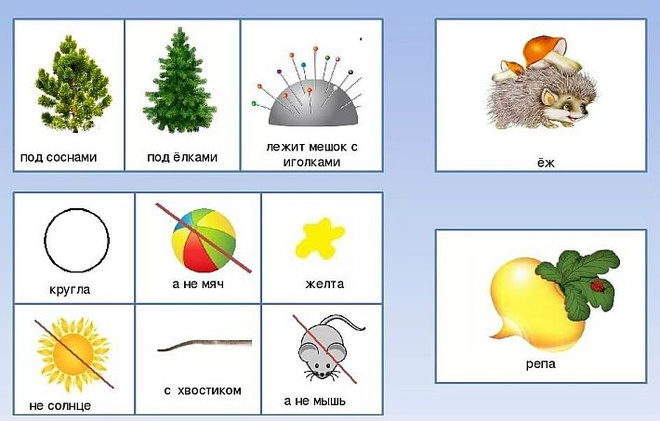 под соснами
под ёлками
лежит мешок с
иголками
ёж
кругла
а не мяч
желта
не солнце
с хвостиком
а не мышь
репа